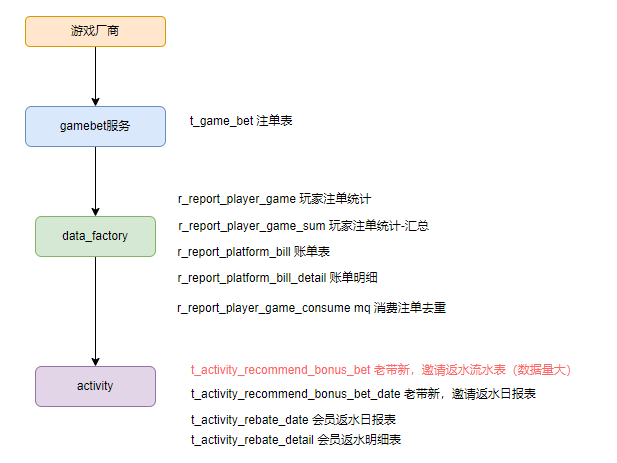 游戏厂商
gamebet服务
t_game_bet 注单表
r_report_player_game 玩家注单统计
r_report_player_game_sum 玩家注单统计-汇总
data_factory
r_report_platform_bill 账单表
r_report_platform_bill_detail 账单明细
r_report_player_game_consume mq 消费注单去重
t_activity_recommend_bonus_bet 老带新，邀请返水流水表（数据量大）
activity
t_activity_recommend_bonus_bet_date 老带新，邀请返水日报表
t_activity_rebate_date 会员返水日报表
t_activity_rebate_detail 会员返水明细表